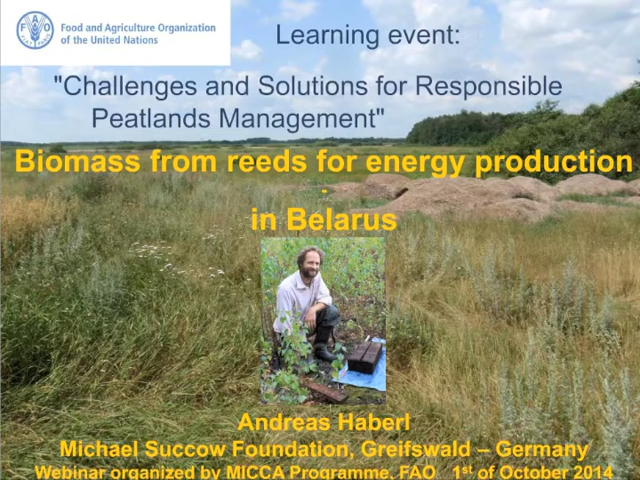 Food and Agriculture Organization
of the United Nations
Learning event:
"Challenges and Solutions for Responsible
Peatlands Management"
Biomass from reeds for energy production
-
in Belarus
Andreas Haberl
Michael Succow Foundation, Greifswald – Germany
Webinar organized by MICCA Programme, FAO 1st of October 2014